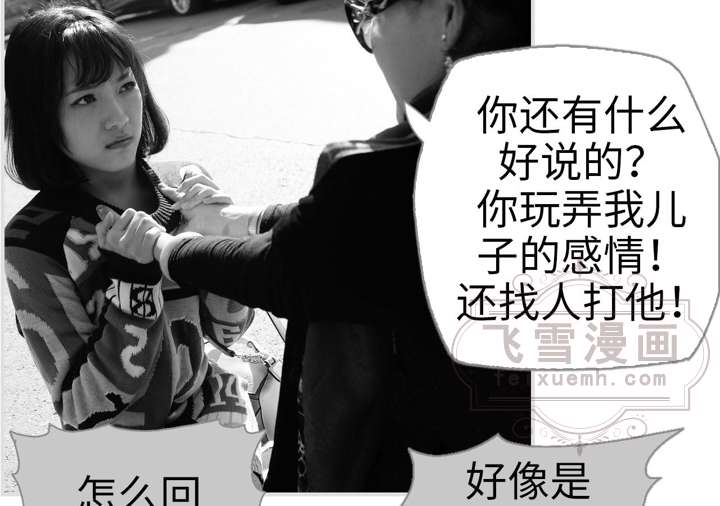 你还有什么
好说的？
你玩弄我儿
子的感情！
还找人打他！
飞雪漫画
feixuemh.com
怎么回
好像是